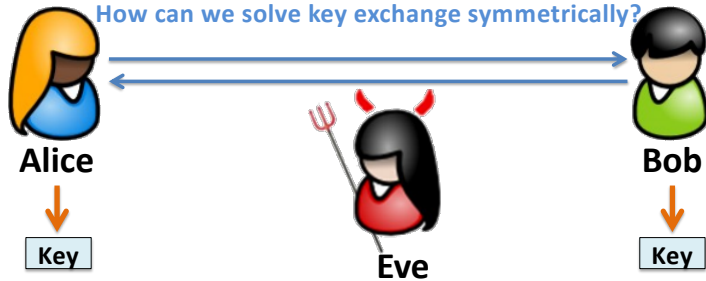 How can we solve key exchange symmetrically?
Alice
Bob
Key
Key
Eve